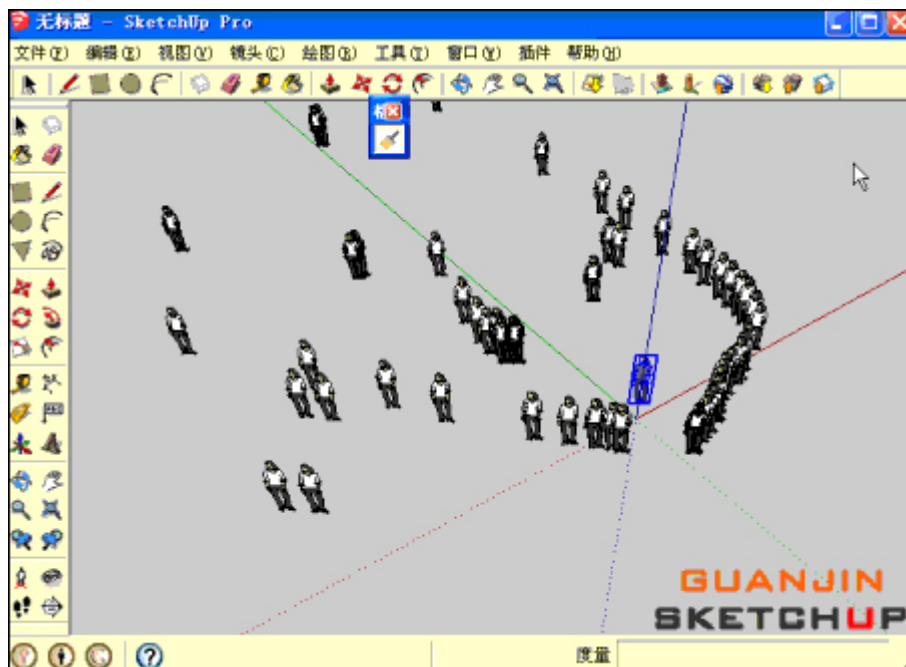 无标题 - SketchUp Pro
文件(F) 编辑(E) 视图(V) 镜头(C) 绘图(R) 工具(T) 窗口(W) 插件 帮助(H)
GUANJIN
SKETCHUP
度量